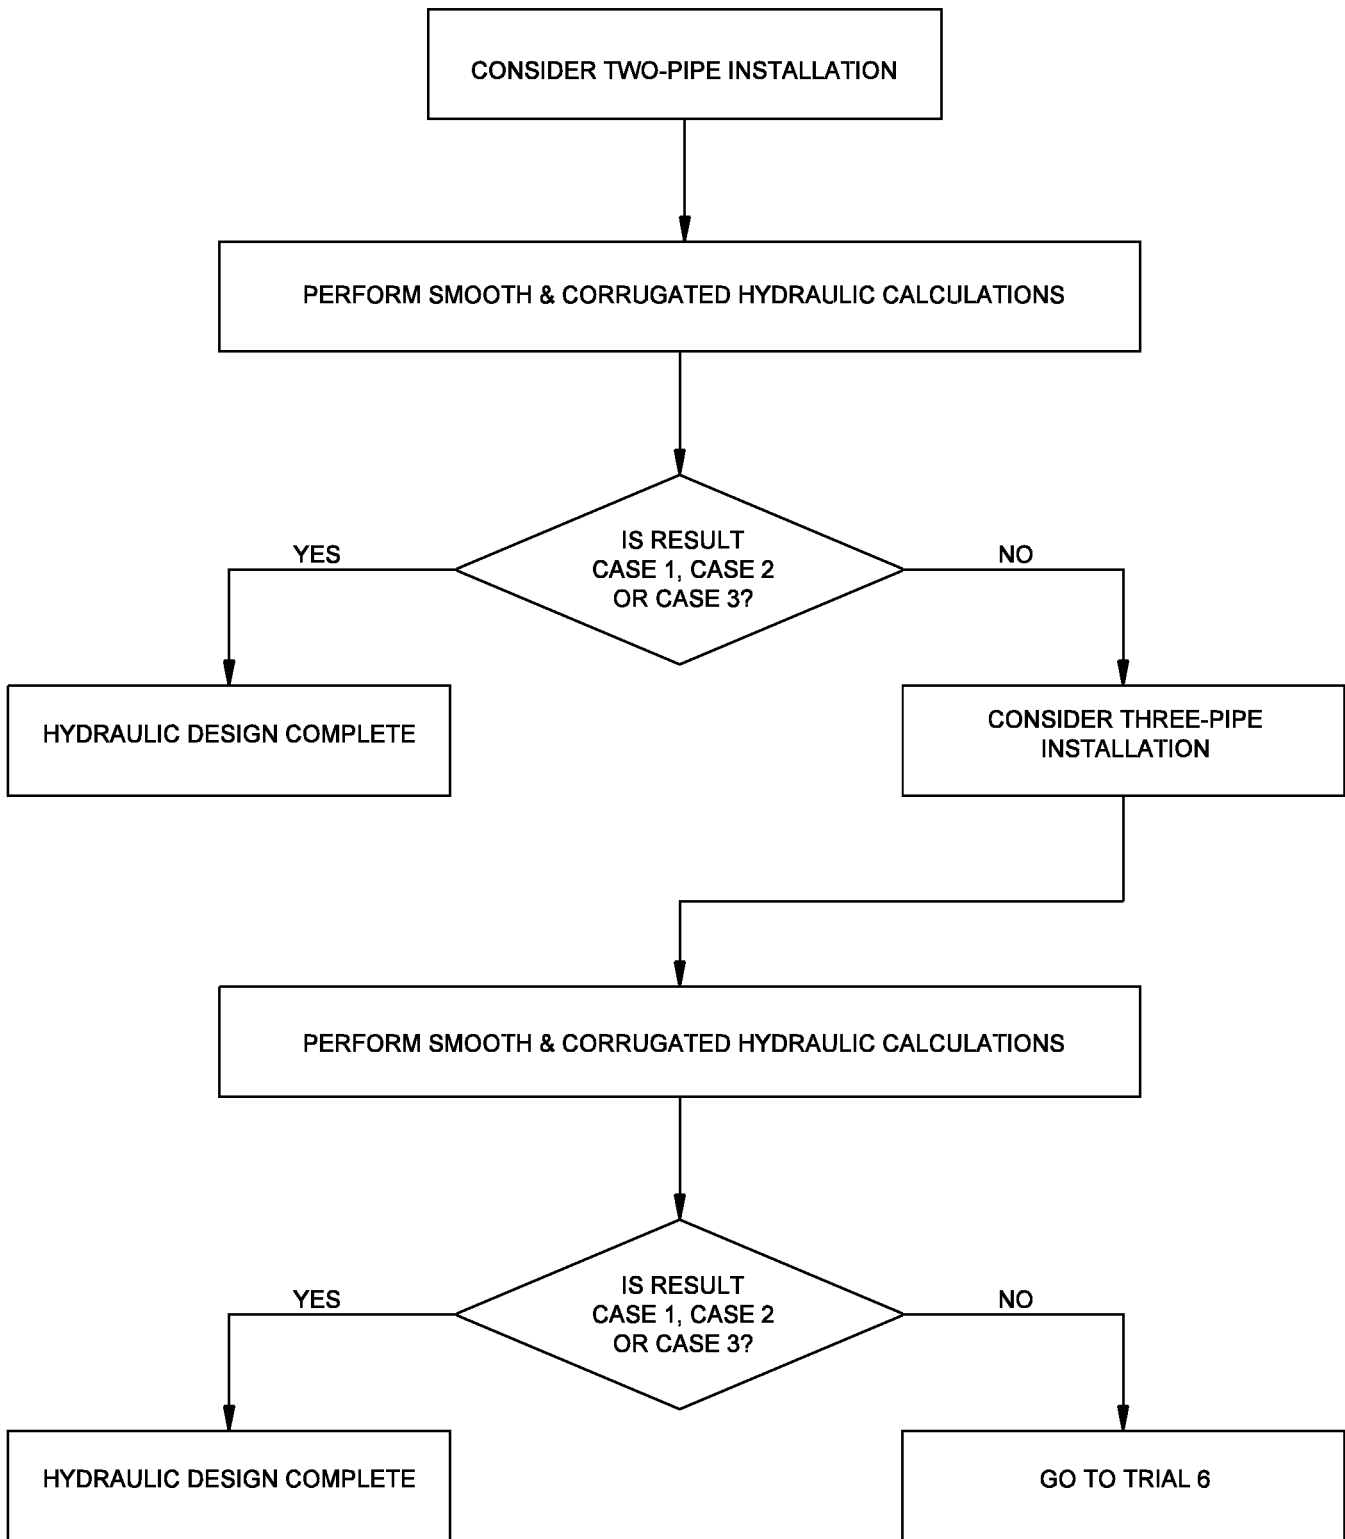 CONSIDER TWO-PIPE INSTALLATION
PERFORM SMOOTH & CORRUGATED HYDRAULIC CALCULATIONS
IS RESULT
CASE 1, CASE 2
OR CASE 3?
YES
NO
HYDRAULIC DESIGN COMPLETE
CONSIDER THREE-PIPE
INSTALLATION
PERFORM SMOOTH & CORRUGATED HYDRAULIC CALCULATIONS
IS RESULT
CASE 1, CASE 2
OR CASE 3?
YES
NO
HYDRAULIC DESIGN COMPLETE
GO TO TRIAL 6